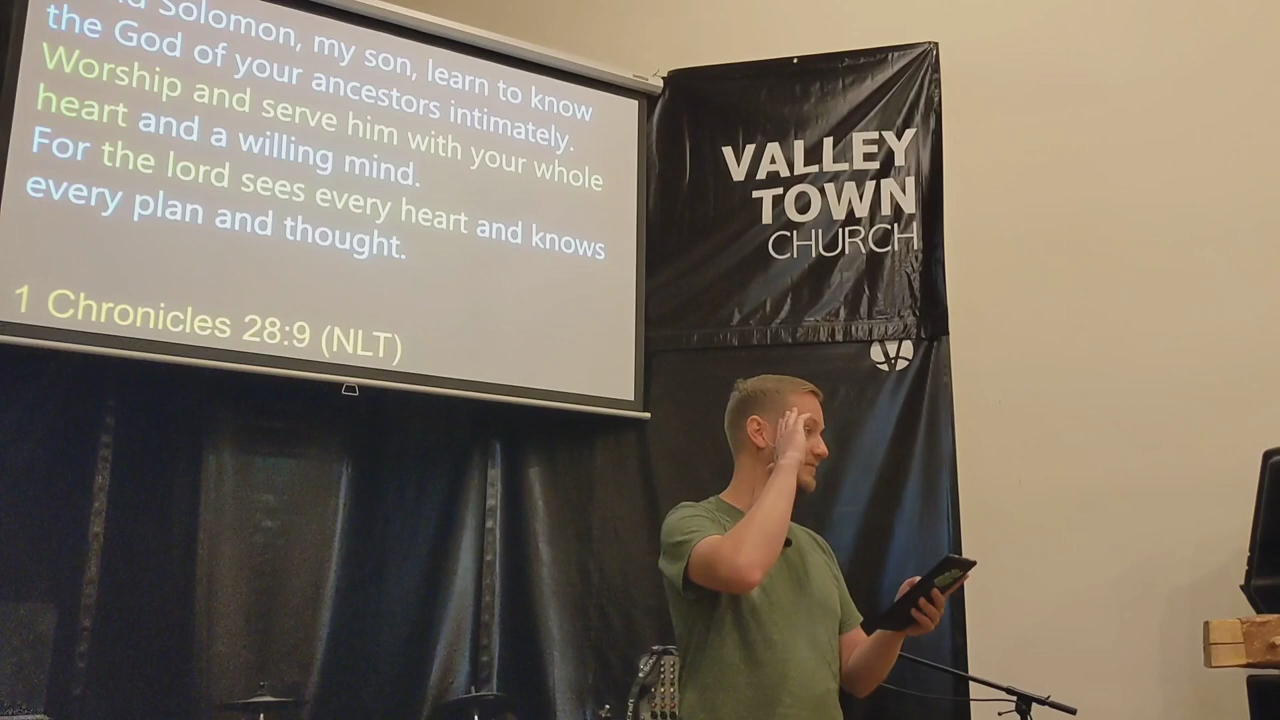 Solomon, my son, learn to know
the God of your ancestors intimately.
Worship and serve him with your whole
heart and a willing mind.
For the lord sees every heart and knows
every plan and thought.
1 Chronicles 28:9 (NLT)
VALLEY
TOWN
CHURCH